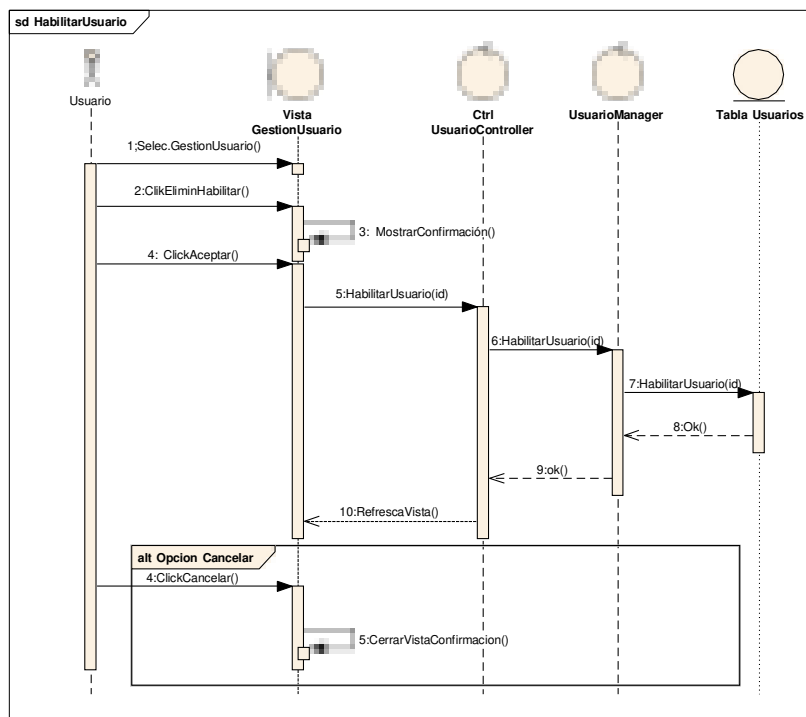 sd HabilitarUsuario
Usuario
Vista
GestionUsuario
Ctrl
UsuarioController
UsuarioManager
Tabla Usuarios
1;Selec.GestionUsuario()
2:ClikEliminHabilitar()
3: MostrarConfirmación()
4: ClickAceptar()
5:HabilitarUsuario(id)
6:HabilitarUsuario(id)
7:HabilitarUsuario(id)
8:Ok()
9:ok()
10:RefrescaVista()
alt Opcion Cancelar
4:ClickCancelar()
5:CerrarVistaConfirmacion()